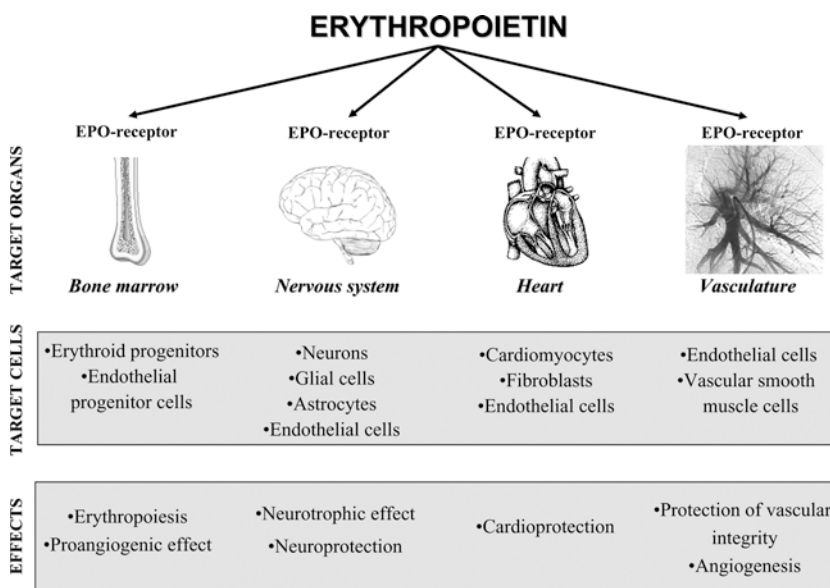 ERYTHROPOIETIN
EPO-receptor
EPO-receptor
EPO-receptor
EPO-receptor
TARGET ORGANS
Bone marrow
Nervous system
Heart
Vasculature
TARGET CELLS
•Erythroid progenitors
•Endothelial
progenitor cells
•Neurons
•Glial cells
•Astrocytes
•Endothelial cells
•Cardiomyocytes
•Fibroblasts
•Endothelial cells
•Endothelial cells
•Vascular smooth
muscle cells
EFFECTS
•Erythropoiesis
•Proangiogenic effect
•Neurotrophic effect
•Neuroprotection
•Cardioprotection
•Protection of vascular
integrity
•Angiogenesis